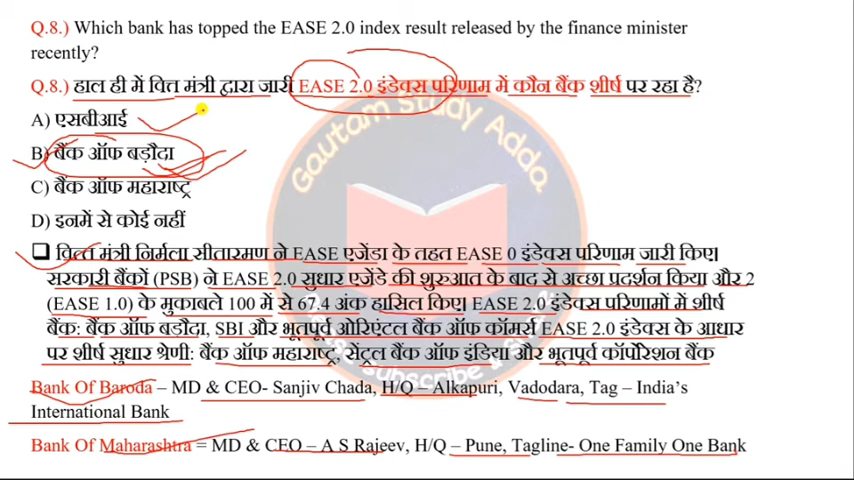 Q.8.) Which bank has topped the EASE 2.0 index result released by the finance minister
recently?
Q.8.) हाल ही में वित्त मंत्री द्वारा जारी EASE 2.0 इंडेक्स परिणाम में कौन बैंक शीर्ष पर रहा है?
A) एसबीआई
B) बैंक ऑफ बड़ौदा
C) बैंक ऑफ महाराष्ट्र
D) इनमें से कोई नहीं
❑ वित्त मंत्री निर्मला सीतारमण ने EASE एजेंडा के तहत EASE 0 इंडेक्स परिणाम जारी किए|
सरकारी बैंकों (PSB) ने EASE 2.0 सुधार एजेंडे की शुरुआत के बाद से अच्छा प्रदर्शन किया और 2
(EASE 1.0) के मुकाबले 100 में से 67.4 अंक हासिल किए| EASE 2.0 इंडेक्स परिणामों में शीर्ष
बैंक: बैंक ऑफ बड़ौदा, SBI और भूतपूर्व ओरिएंटल बैंक ऑफ कॉमर्स EASE 2.0 इंडेक्स के आधार
पर शीर्ष सुधार श्रेणी: बैंक ऑफ महाराष्ट्र, सेंट्रल बैंक ऑफ इंडिया और भूतपूर्व कॉर्पोरेशन बैंक
Bank Of Baroda – MD & CEO- Sanjiv Chada, H/Q – Alkapuri, Vadodara, Tag – India's
International Bank
Bank Of Maharashtra = MD & CEO – A S Rajeev, H/Q – Pune, Tagline- One Family One Bank
Gautam Study Adda